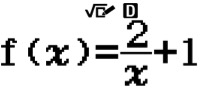 √C D
f(x)=2/x+1